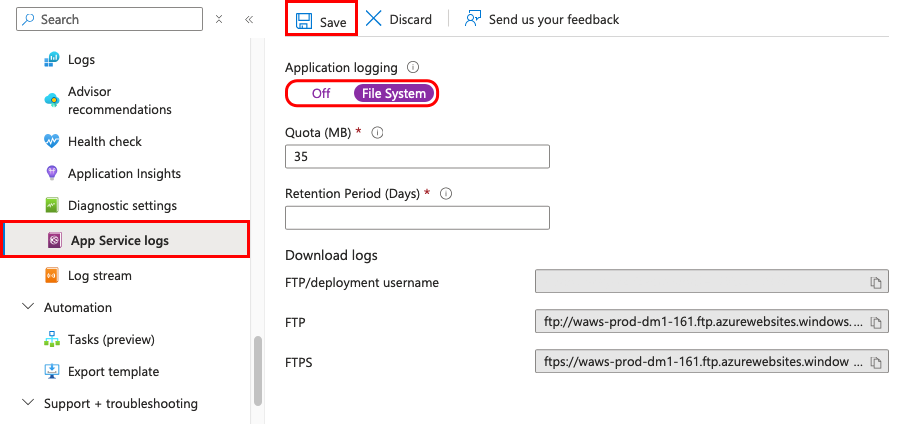 Search
Logs
Advisor
recommendations
Health check
Application Insights
Diagnostic settings
App Service logs
Log stream
Automation
Tasks (preview)
Export template
Support + troubleshooting
Save Discard Send us your feedback
Application logging
Off File System
Quota (MB) *
35
Retention Period (Days) *
Download logs
FTP/deployment username
FTP ftp://waws-prod-dm1-161.ftp.azurewebsites.windows....
FTPS ftps://waws-prod-dm1-161.ftp.azurewebsites.window ...